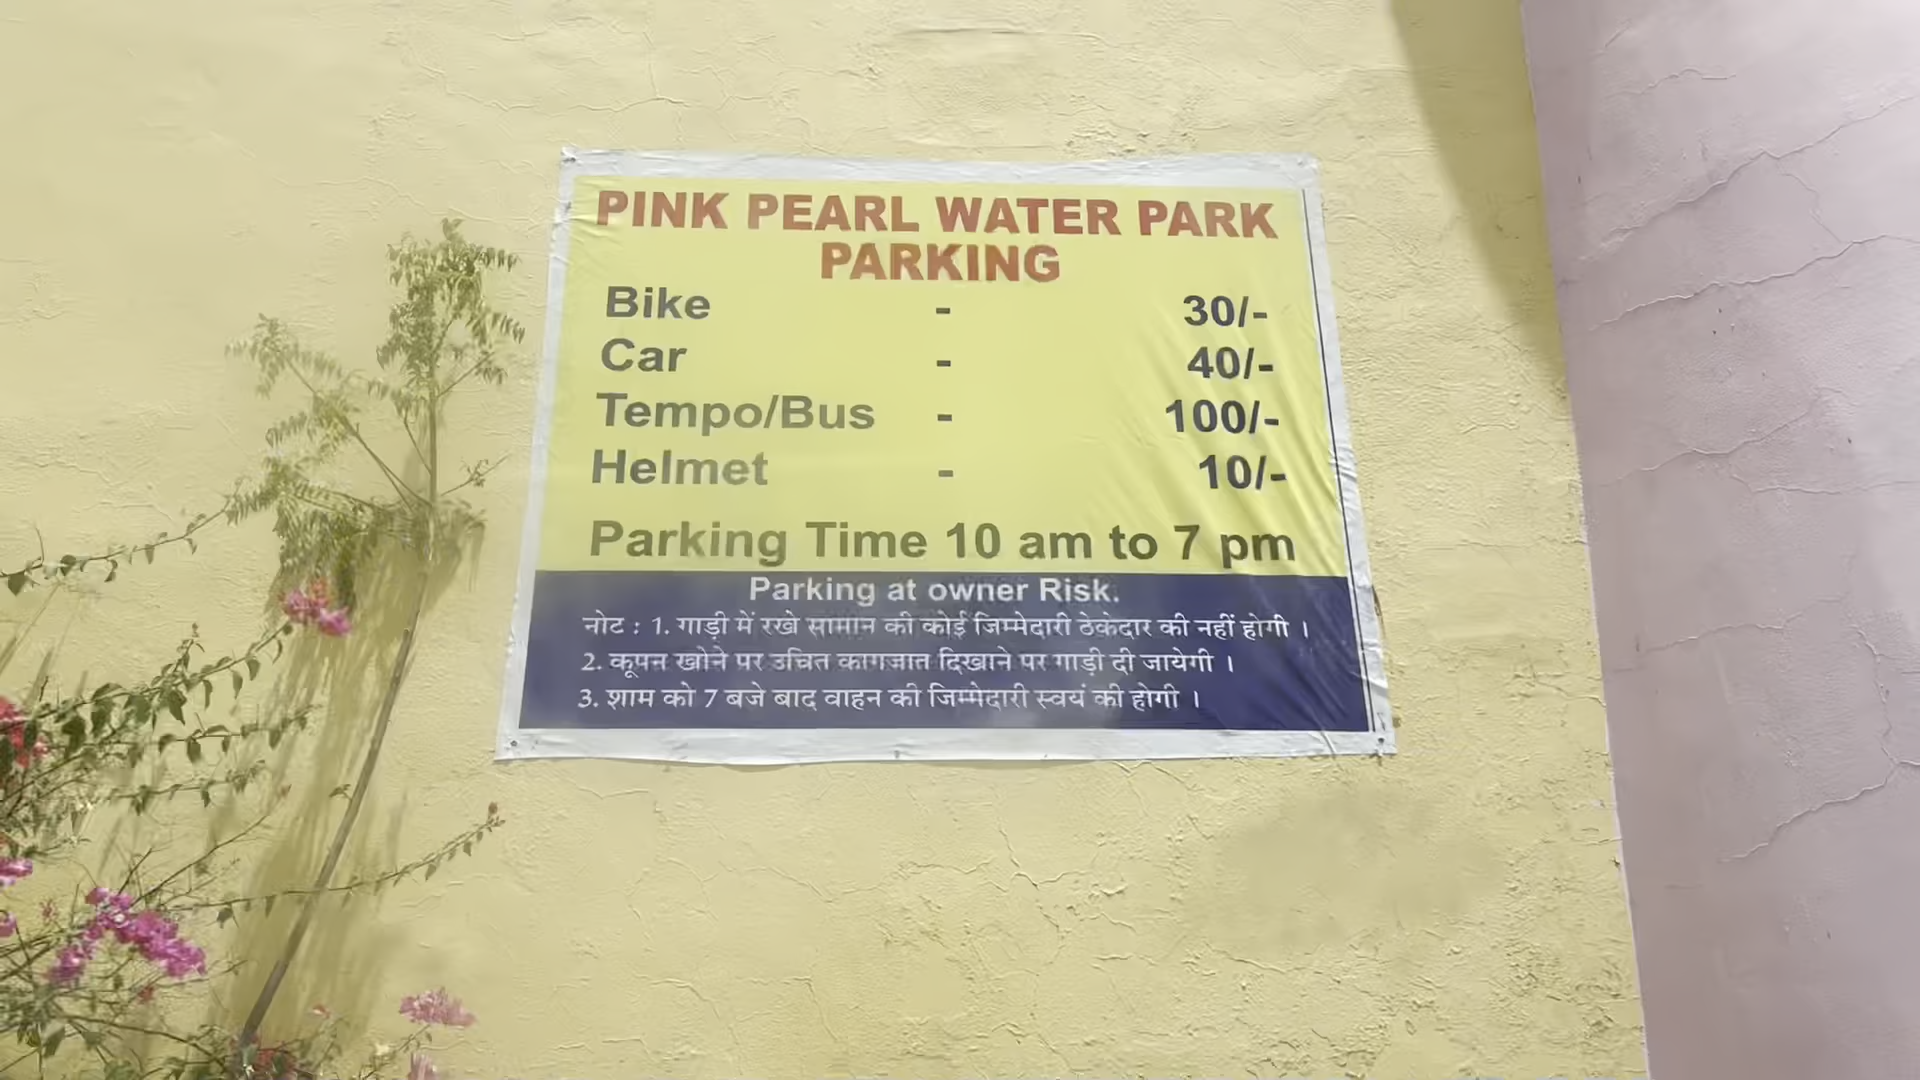 PINK PEARL WATER PARK
PARKING
Bike - 30/-
Car - 40/-
Tempo/Bus - 100/-
Helmet - 10/-
Parking Time 10 am to 7 pm
Parking at owner Risk.
नोट : 1. गाड़ी में रखे सामान की कोई जिम्मेदारी ठेकेदार की नहीं होगी ।
2. कूपन खोने पर उचित कागजात दिखाने पर गाड़ी दी जायेगी ।
3. शाम को 7 बजे बाद वाहन की जिम्मेदारी स्वयं की होगी ।